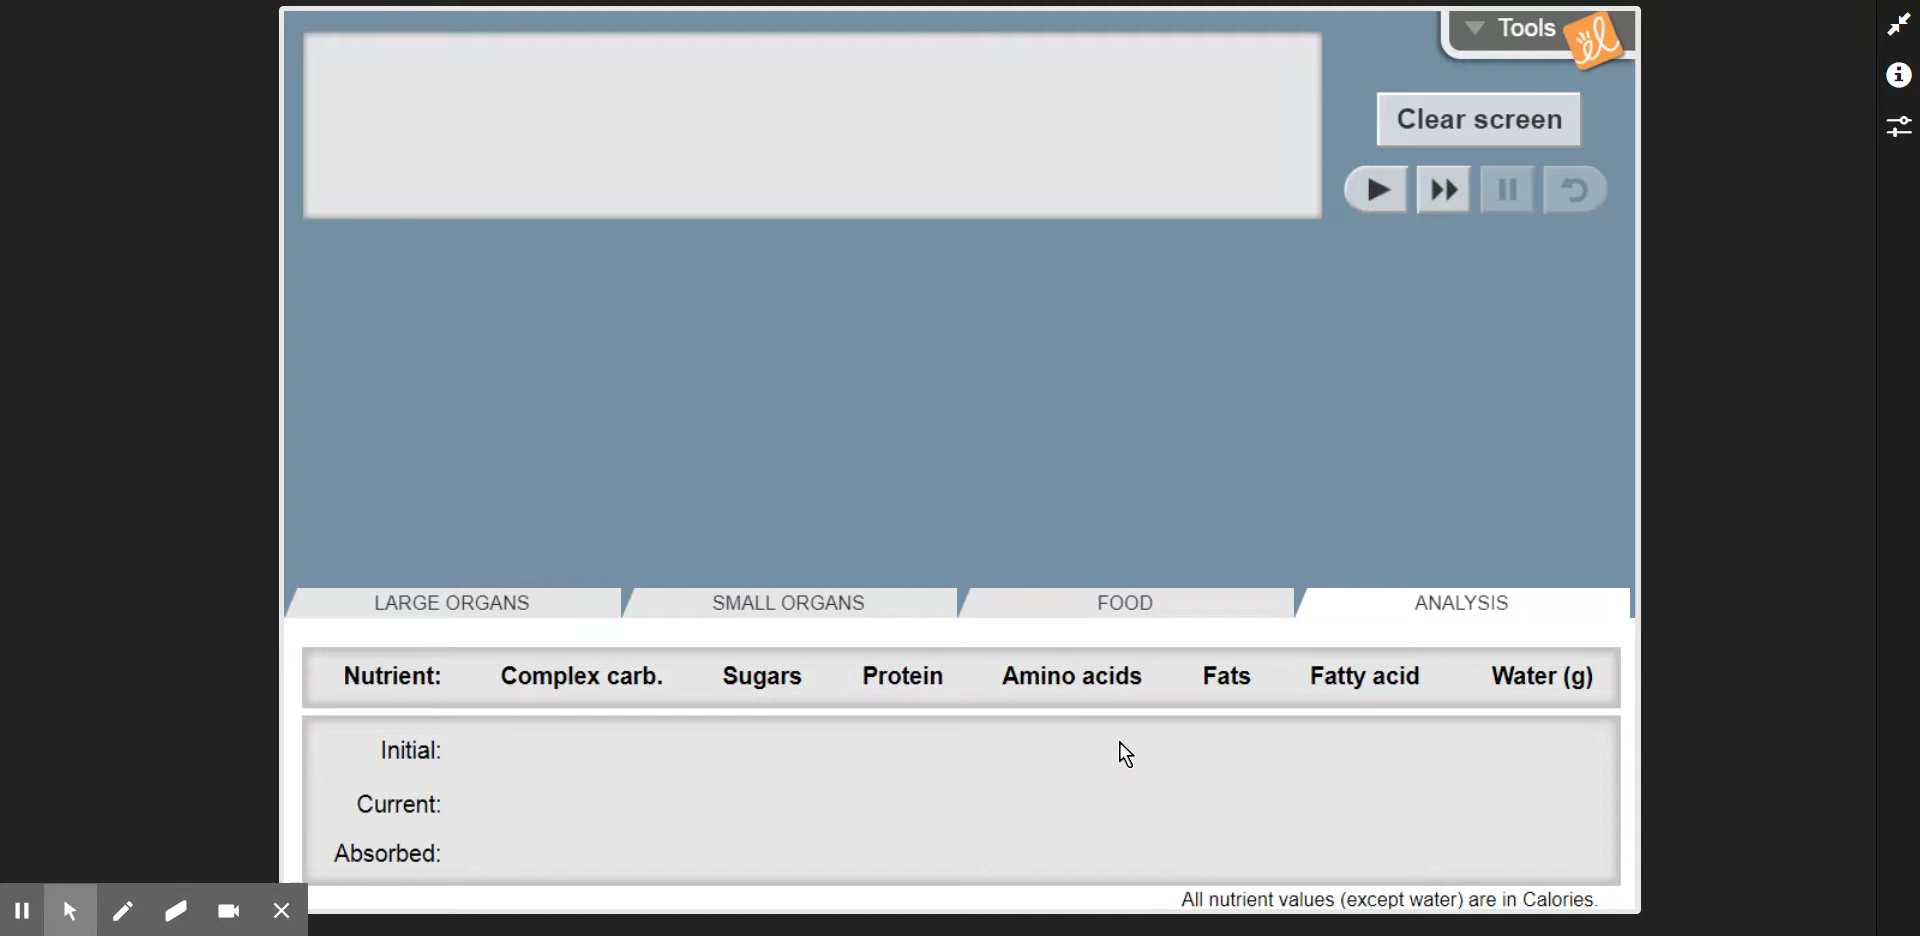 Tools
Clear screen
LARGE ORGANS SMALL ORGANS FOOD ANALYSIS
Nutrient: Complex carb. Sugars Protein Amino acids Fats Fatty acid Water (g)
Initial:
Current:
Absorbed:
All nutrient values (except water) are in Calories.